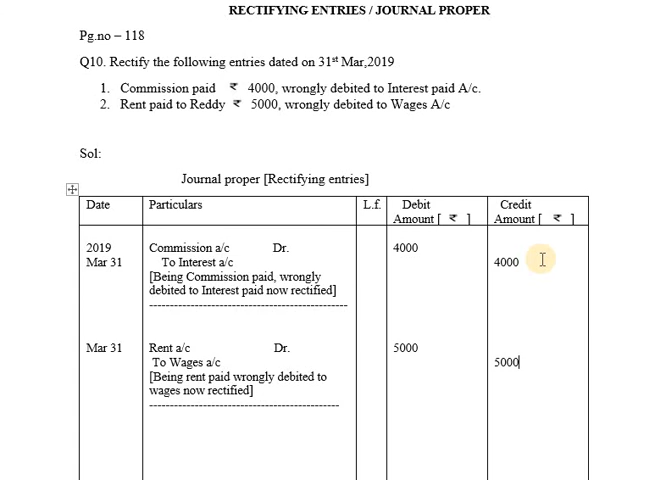 RECTIFYING ENTRIES / JOURNAL PROPER
Pg.no – 118
Q10. Rectify the following entries dated on 31st Mar,2019
1. Commission paid ₹ 4000, wrongly debited to Interest paid A/c.
2. Rent paid to Reddy ₹ 5000, wrongly debited to Wages A/c
Sol:
Journal proper [Rectifying entries]
Date Particulars L.f. Debit Credit
Amount [ ₹ ] Amount [ ₹ ]
2019 Commission a/c Dr. 4000
Mar 31 To Interest a/c 4000
[Being Commission paid, wrongly
debited to Interest paid now rectified]
Mar 31 Rent a/c Dr. 5000
To Wages a/c 5000
[Being rent paid wrongly debited to
wages now rectified]